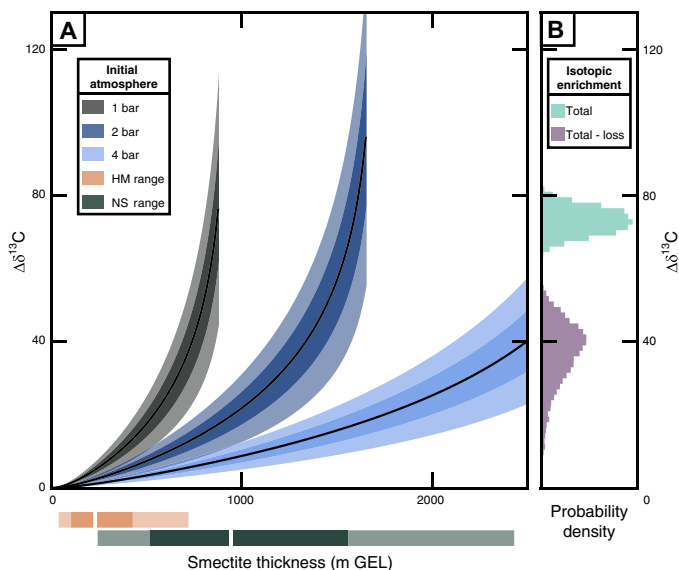 A
Initial
atmosphere
1 bar
2 bar
4 bar
HM range
NS range
120
80
40
0
Δδ¹³C
0
1000
2000
Smectite thickness (m GEL)
B
Isotopic
enrichment
Total
Total - loss
120
80
40
0
Δδ¹³C
Probability
density